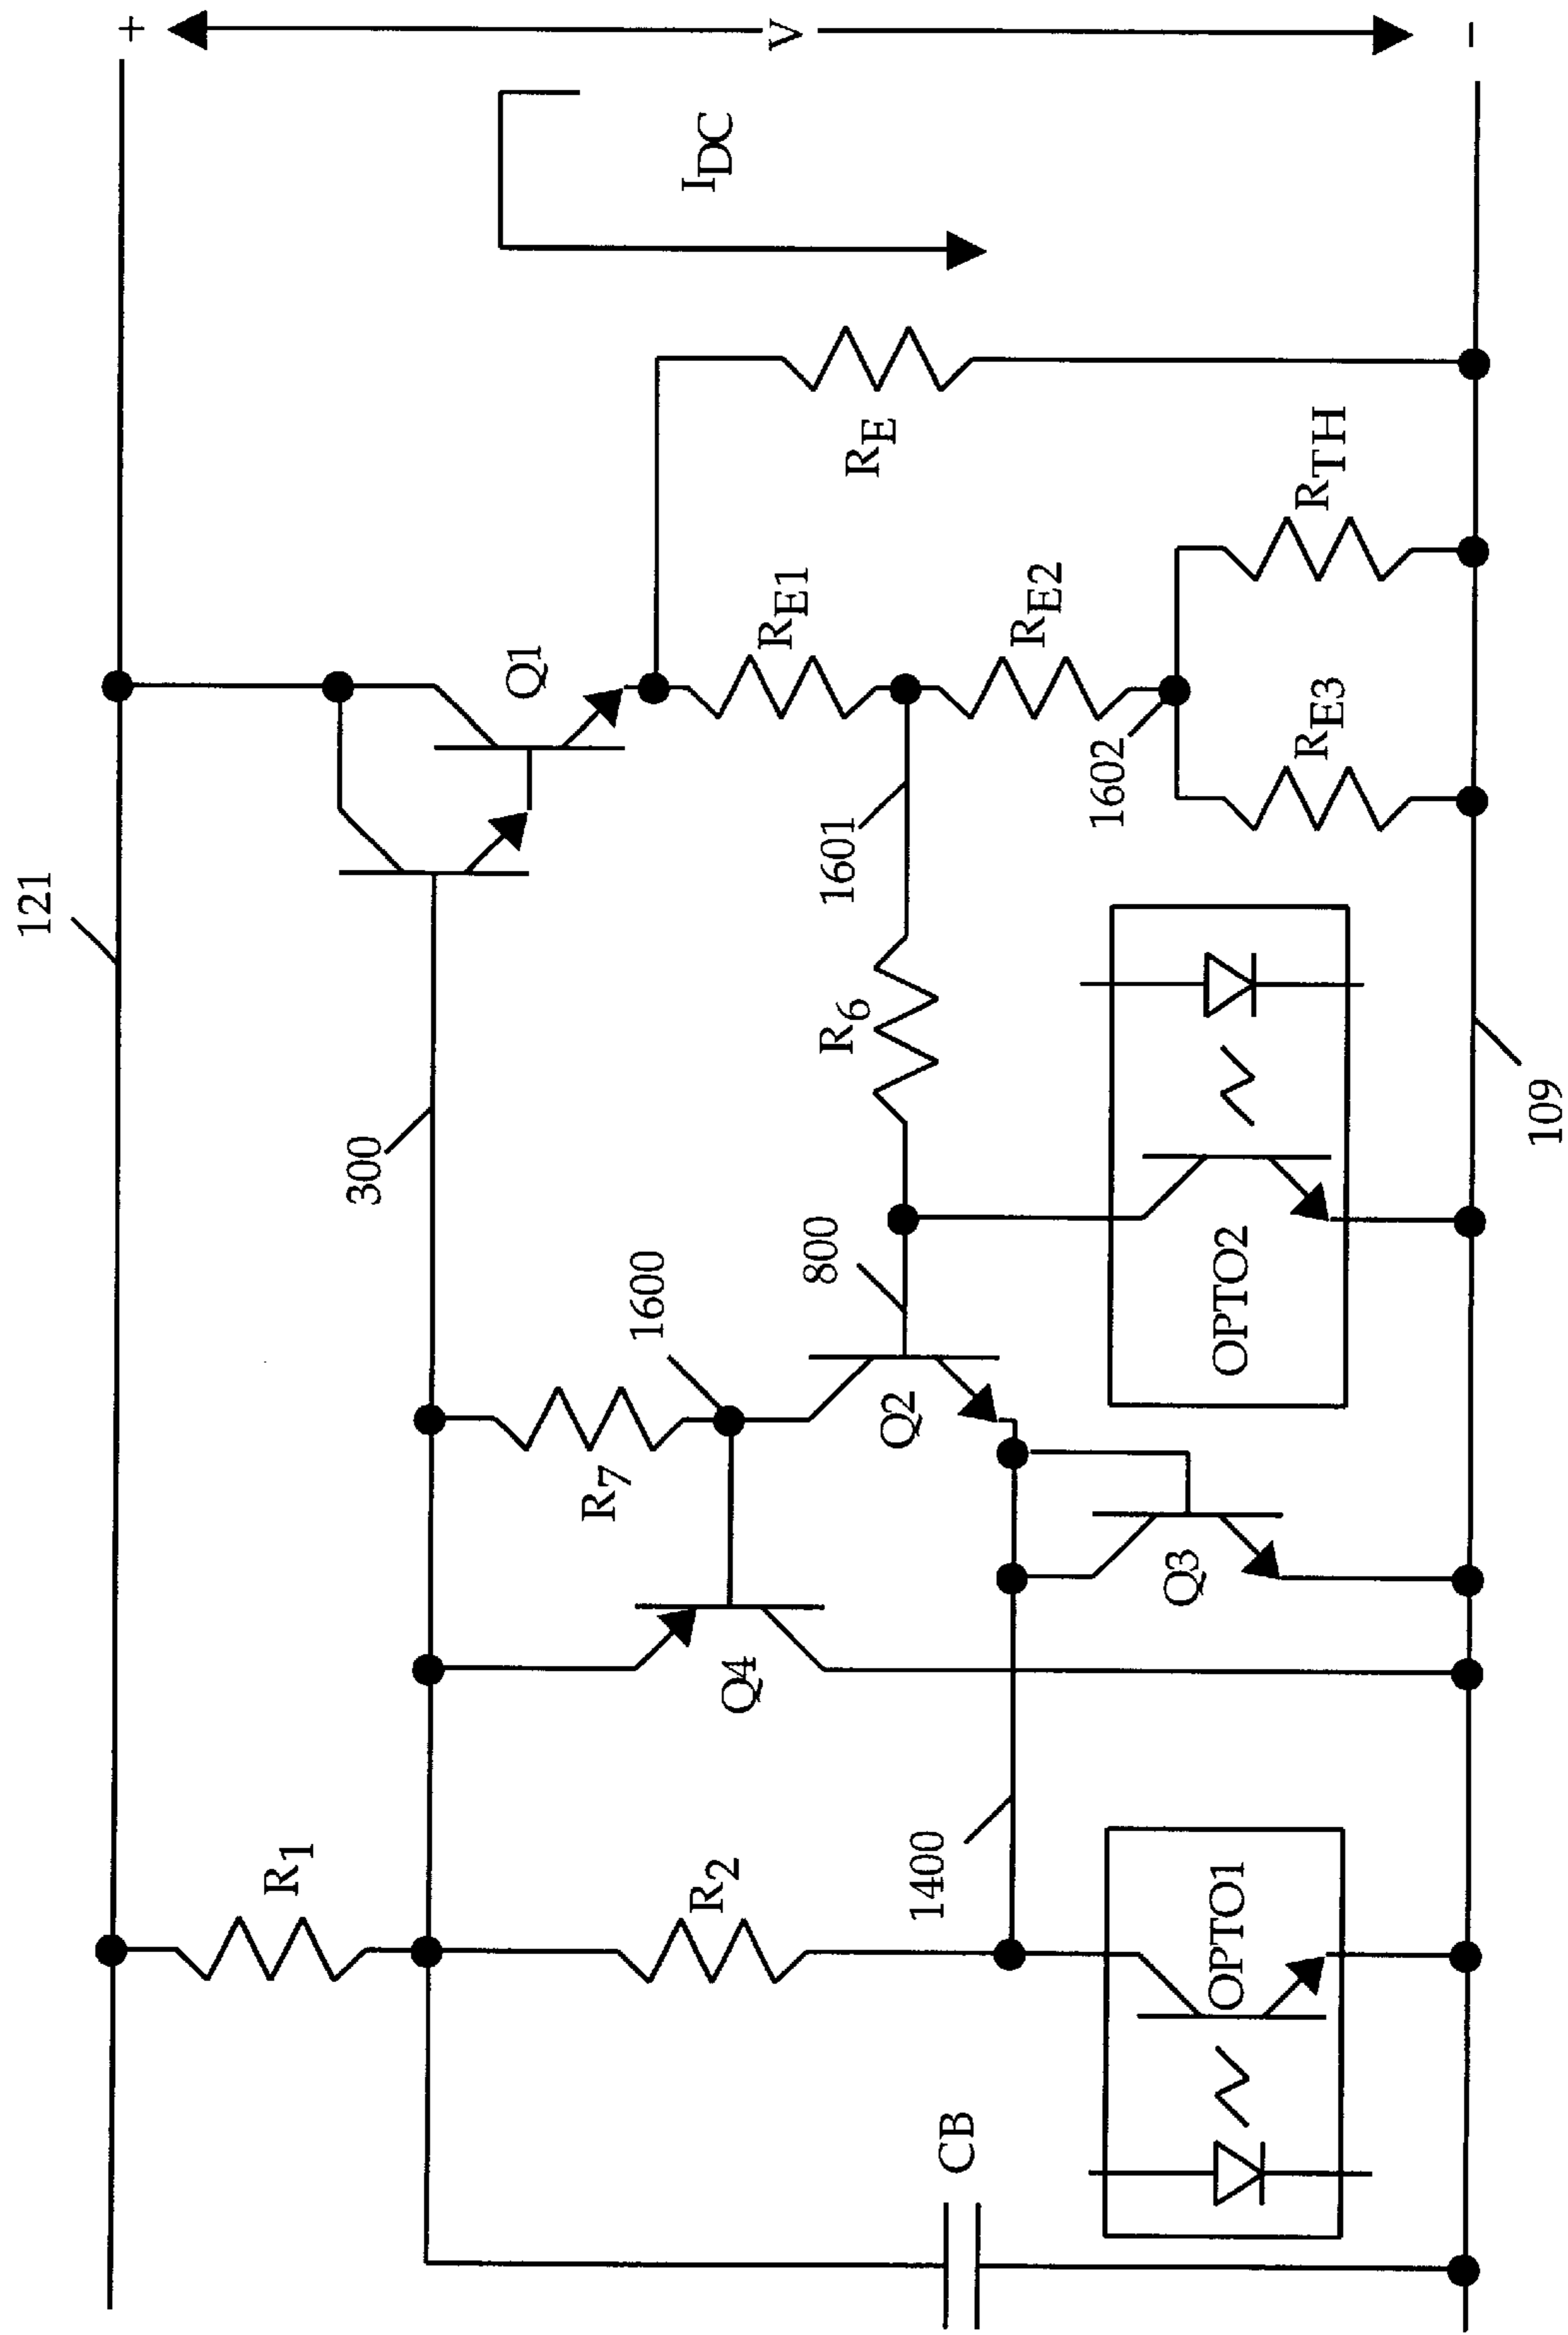 +
V
−
I_DC
R_E
R_TH
R_E1
R_E2
Q1
R_E3
1602
1601
121
R_6
109
300
800
1600
OPTO2
Q2
R_7
Q3
Q4
R_1
R_2
1400
OPTO1
CB